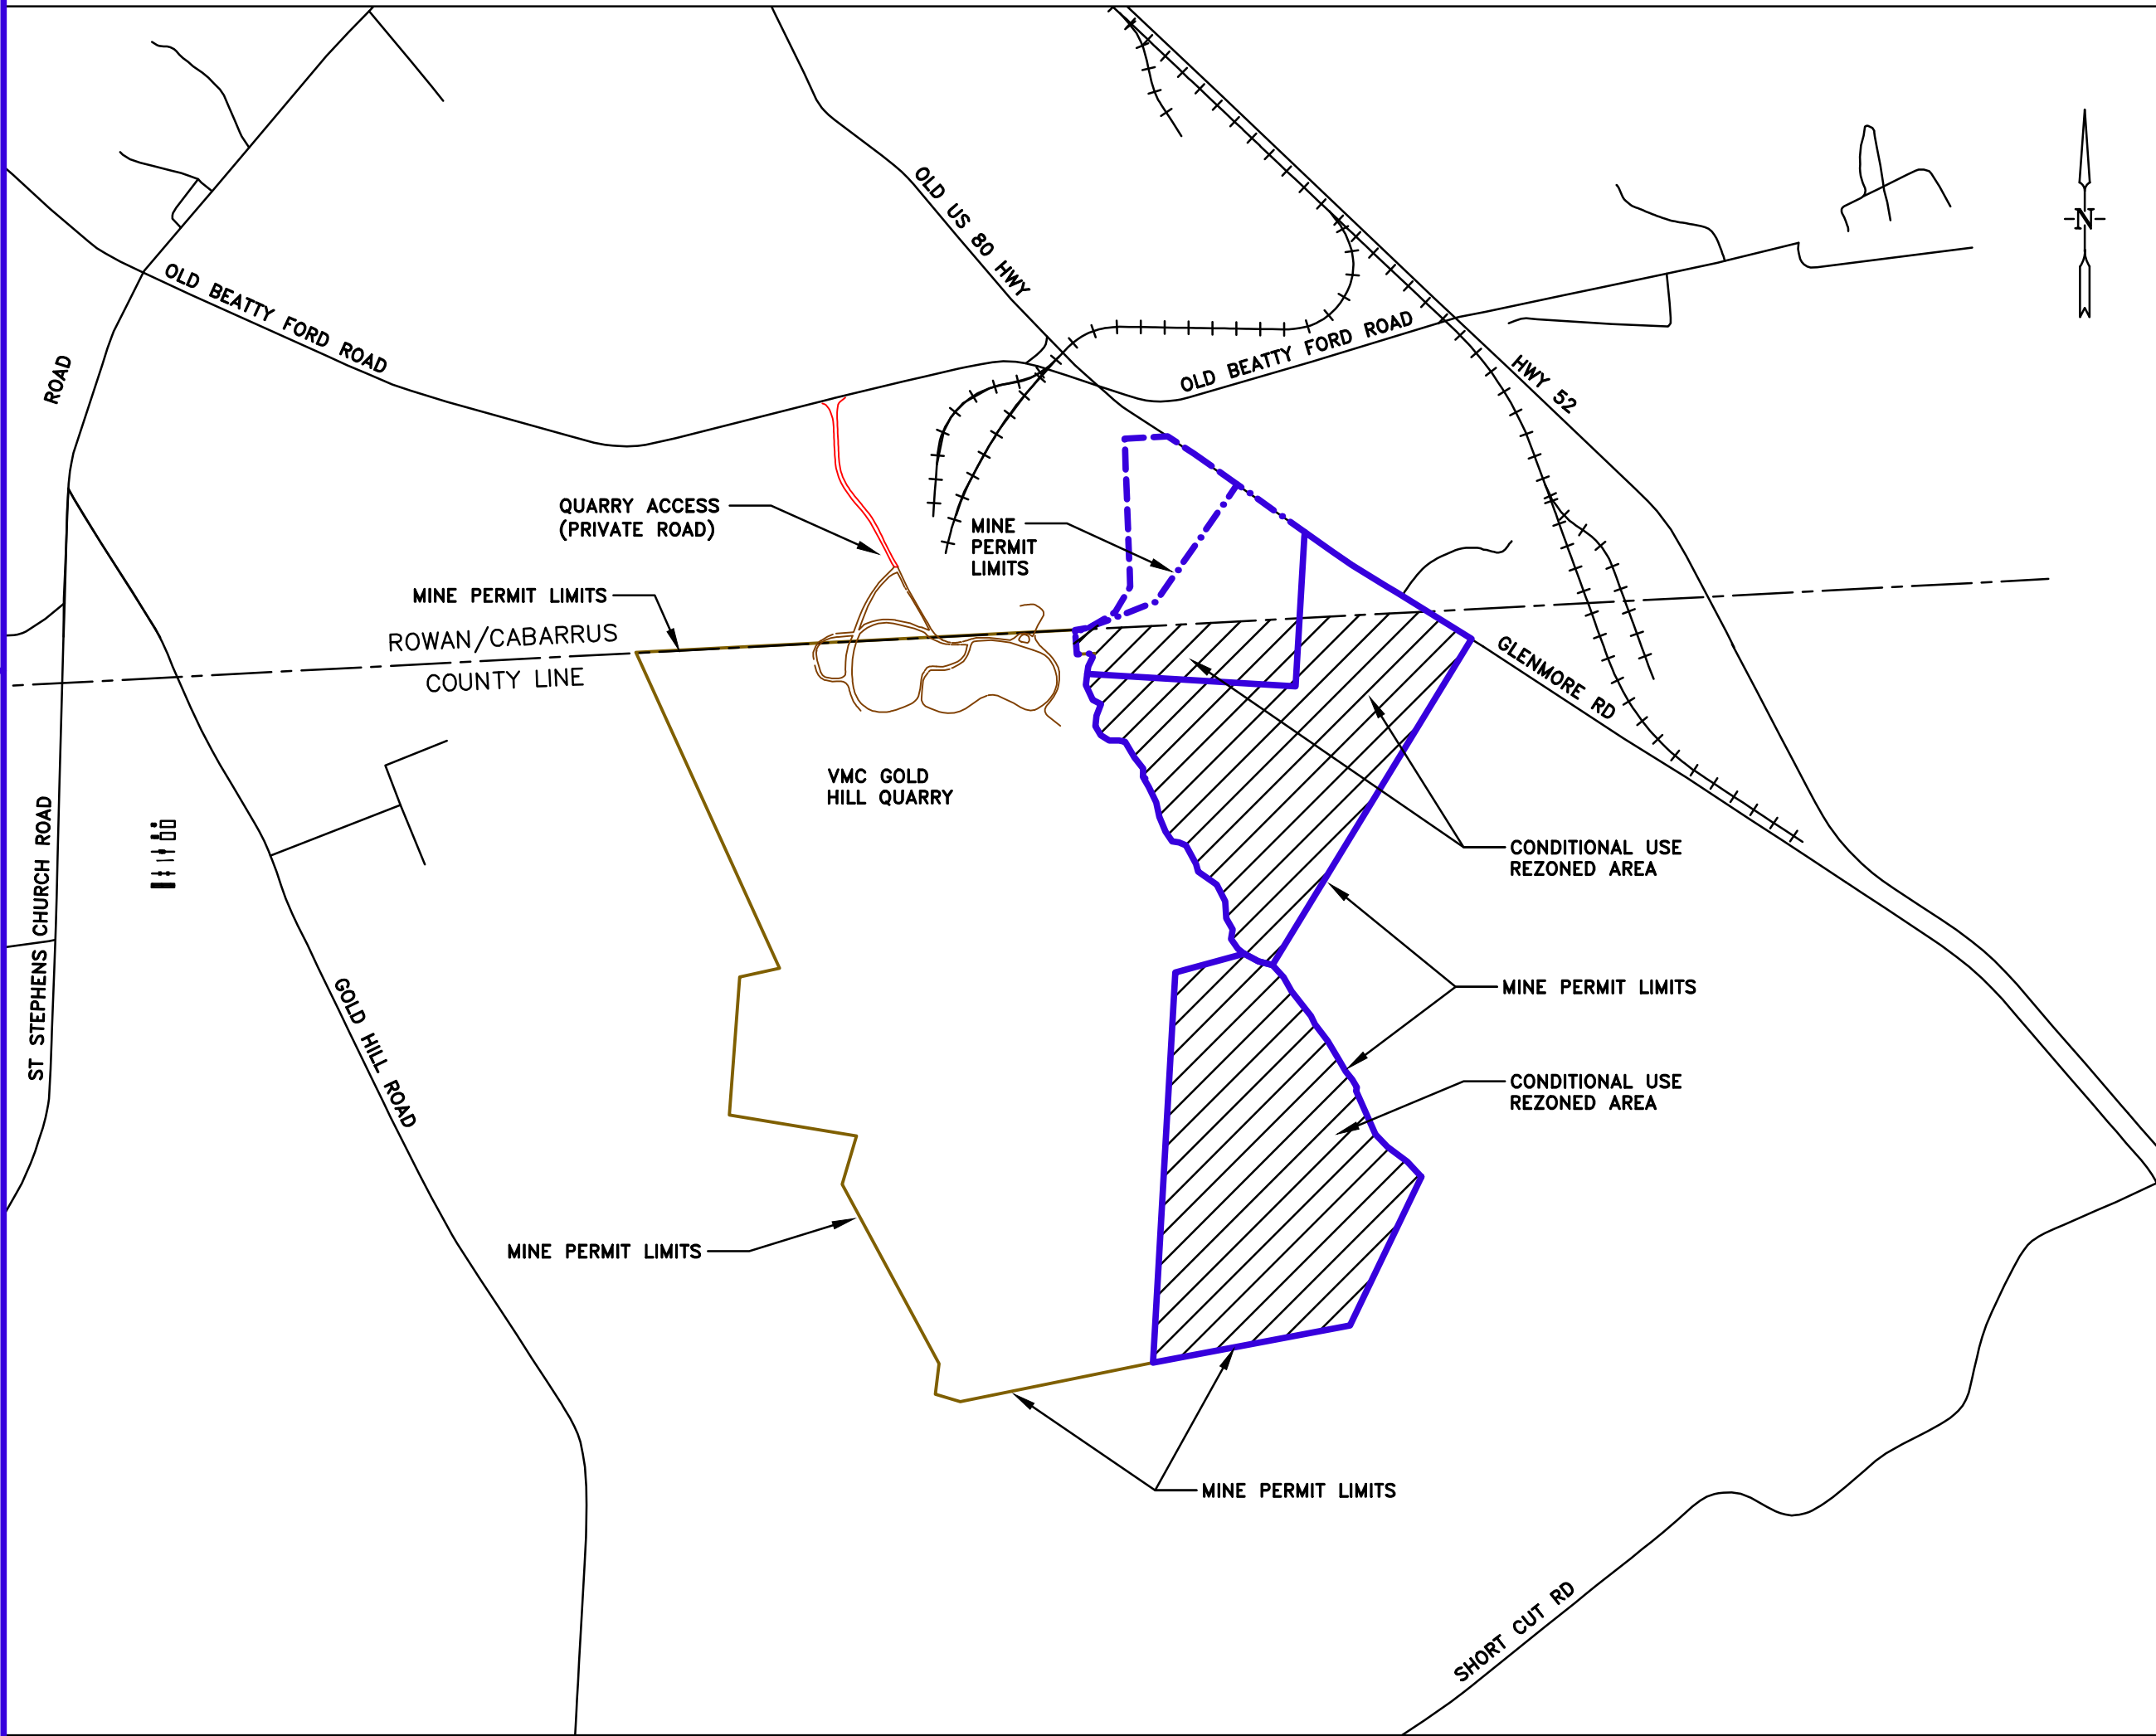 OLD US 80 HWY
N
OLD BEATTY FORD ROAD
ROAD
OLD BEATTY FORD ROAD
HWY 52
QUARRY ACCESS
(PRIVATE ROAD)
MINE
PERMIT
LIMITS
MINE PERMIT LIMITS
ROWAN/CABARRUS
COUNTY LINE
GLENMORE RD
VMC GOLD
HILL QUARRY
ST STEPHENS CHURCH ROAD
CONDITIONAL USE
REZONED AREA
GOLD HILL ROAD
MINE PERMIT LIMITS
CONDITIONAL USE
REZONED AREA
MINE PERMIT LIMITS
MINE PERMIT LIMITS
SHORT CUT RD